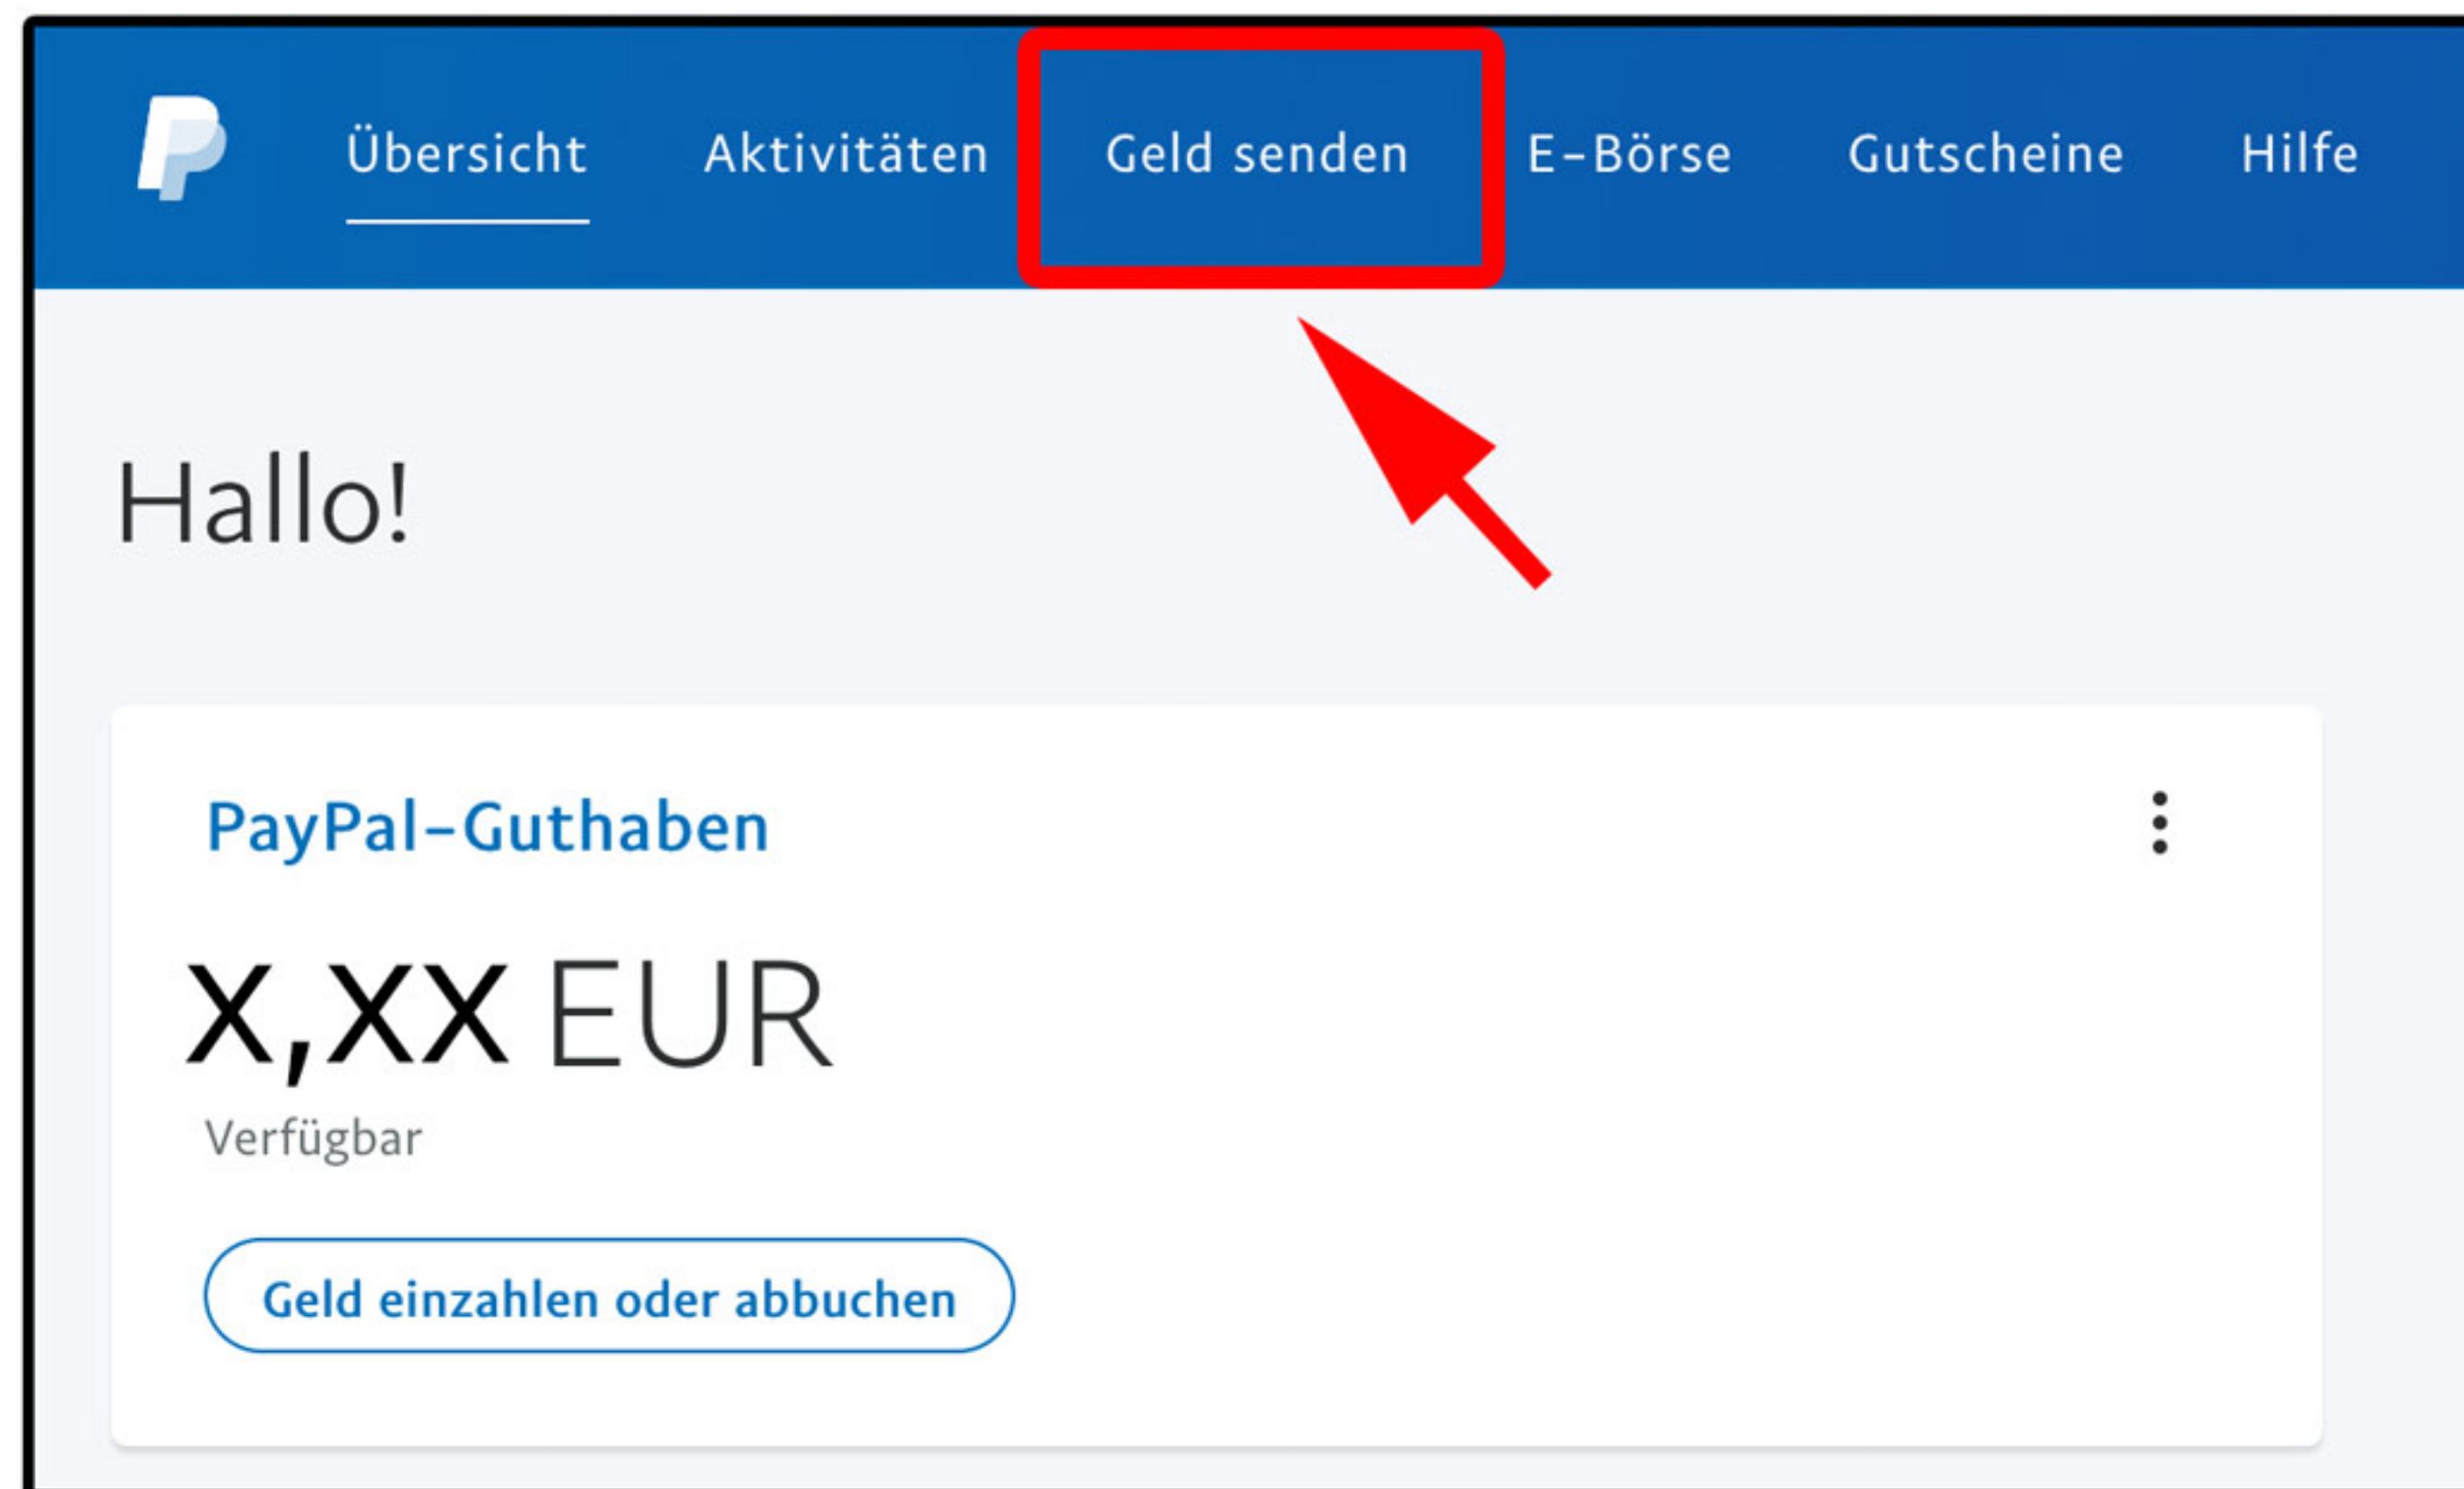 Übersicht Aktivitäten Geld senden E-Börse Gutscheine Hilfe
Hallo!
PayPal-Guthaben
X,XX EUR
Verfügbar
Geld einzahlen oder abbuchen